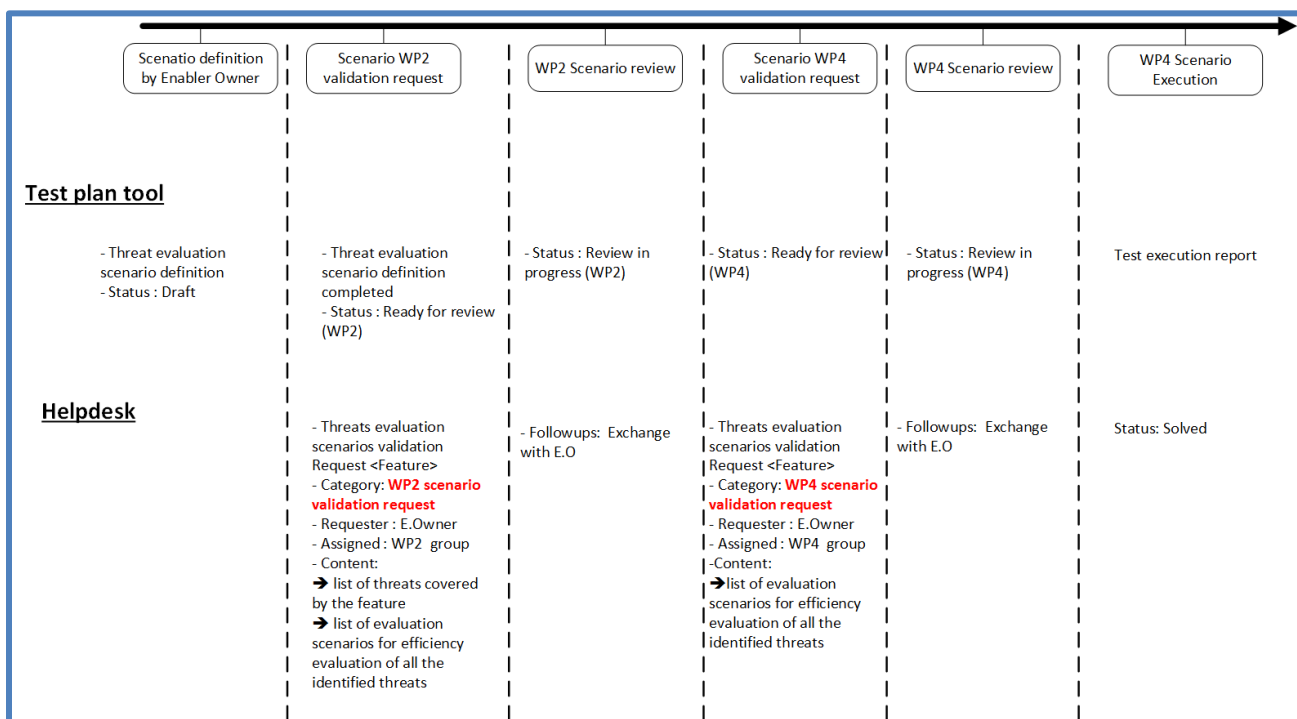 Scenatio definition
by Enabler Owner
Scenario WP2
validation request
WP2 Scenario review
Scenario WP4
validation request
WP4 Scenario review
WP4 Scenario
Execution
Test plan tool
- Threat evaluation
scenario definition
- Status : Draft
- Threat evaluation
scenario definition
completed
- Status : Ready for review
(WP2)
- Status : Review in
progress (WP2)
- Status : Ready for review
(WP4)
- Status : Review in
progress (WP4)
Test execution report
Helpdesk
- Threats evaluation
scenarios validation
Request <Feature>
- Category: WP2 scenario
validation request
- Requester : E.Owner
- Assigned : WP2 group
- Content:
➔ list of threats covered
by the feature
➔ list of evaluation
scenarios for efficiency
evaluation of all the
identified threats
- Followups: Exchange
with E.O
- Threats evaluation
scenarios validation
Request <Feature>
- Category: WP4 scenario
validation request
- Requester : E.Owner
- Assigned : WP4 group
-Content:
➔list of evaluation
scenarios for efficiency
evaluation of all the
identified threats
- Followups: Exchange
with E.O
Status: Solved